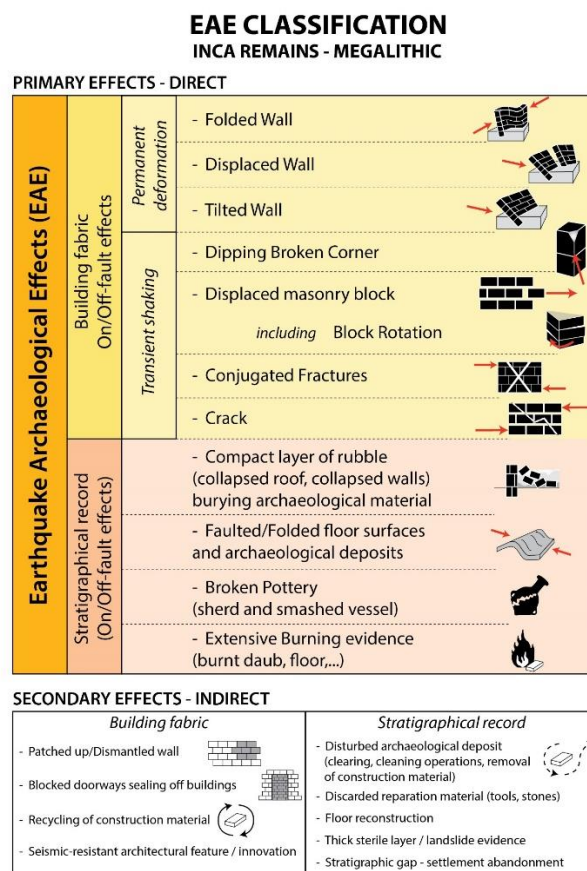 EAE CLASSIFICATION
INCA REMAINS - MEGALITHIC
PRIMARY EFFECTS - DIRECT
Earthquake Archaeological Effects (EAE)
Building fabric
On/Off-fault effects
Permanent
deformation
- Folded Wall
- Displaced Wall
- Tilted Wall
Transient shaking
- Dipping Broken Corner
- Displaced masonry block
including Block Rotation
- Conjugated Fractures
- Crack
Stratigraphical record
(On/Off-fault effects)
- Compact layer of rubble
(collapsed roof, collapsed walls)
burying archaeological material
- Faulted/Folded floor surfaces
and archaeological deposits
- Broken Pottery
(sherd and smashed vessel)
- Extensive Burning evidence
(burnt daub, floor,...)
SECONDARY EFFECTS - INDIRECT
Building fabric
- Patched up/Dismantled wall
- Blocked doorways sealing off buildings
- Recycling of construction material
- Seismic-resistant architectural feature / innovation
Stratigraphical record
- Disturbed archaeological deposit
(clearing, cleaning operations, removal
of construction material)
- Discarded reparation material (tools, stones)
- Floor reconstruction
- Thick sterile layer / landslide evidence
- Stratigraphic gap - settlement abandonment